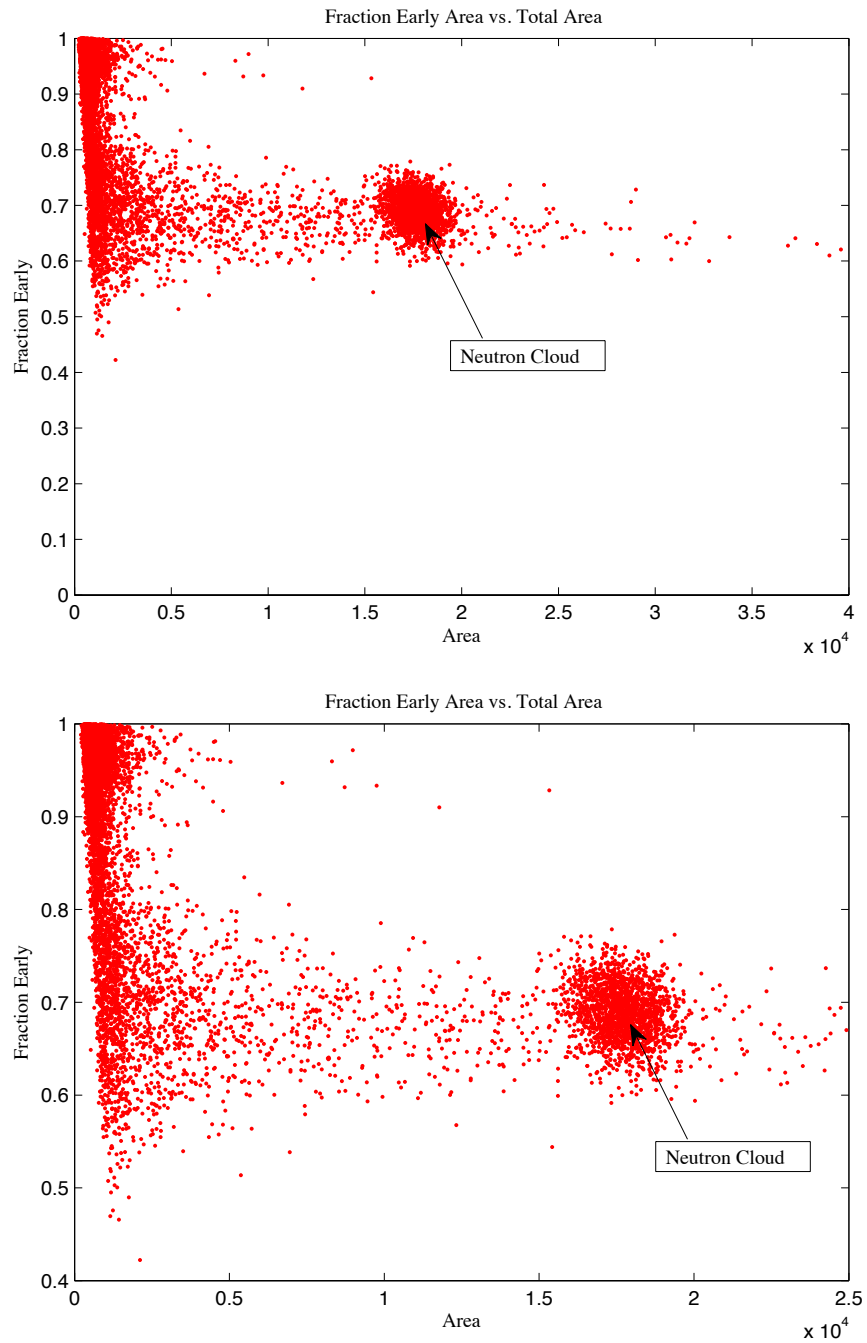 Fraction Early Area vs. Total Area
1
0.9
0.8
0.7
0.6
0.5
0.4
0.3
0.2
0.1
0
Fraction Early
Neutron Cloud
0 0.5 1 1.5 2 2.5 3 3.5 4
Area
x 10⁴
Fraction Early Area vs. Total Area
1
0.9
0.8
0.7
0.6
0.5
0.4
Fraction Early
Neutron Cloud
0 0.5 1 1.5 2 2.5
Area
x 10⁴